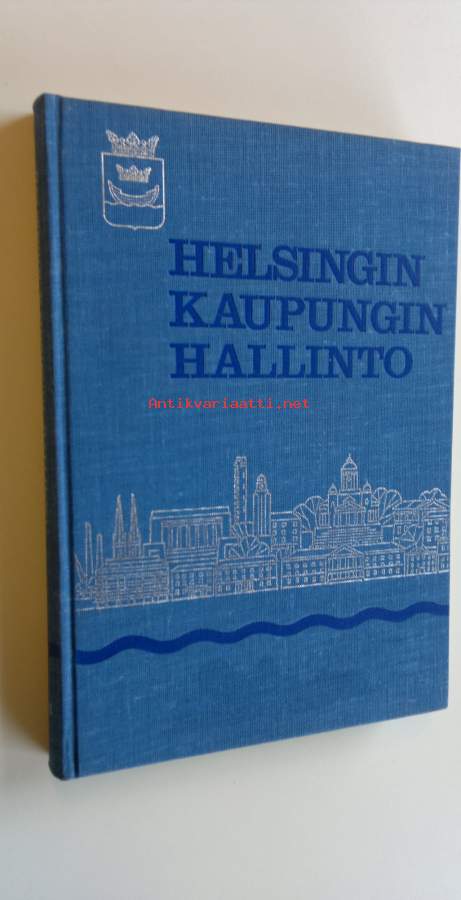 HELSINGIN
KAUPUNGIN
HALLINTO
Antikvariaatti.net